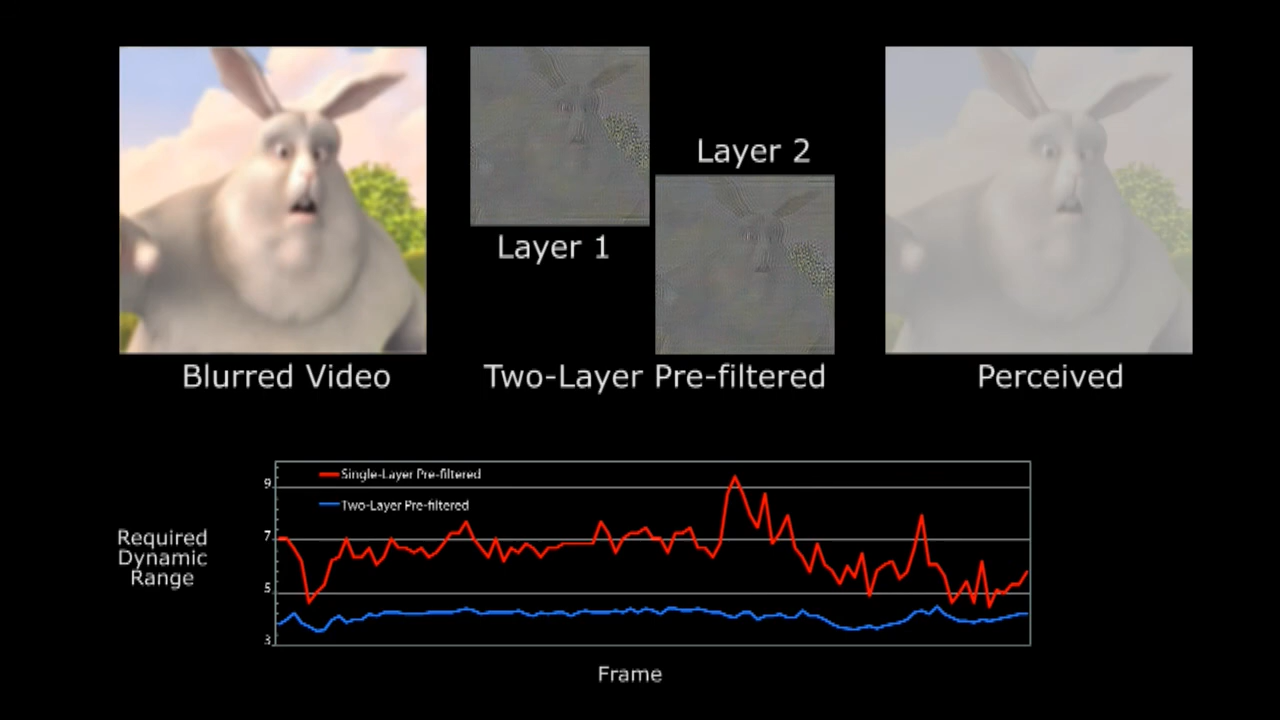 Layer 2
Layer 1
Blurred Video
Two-Layer Pre-filtered
Perceived
Single-Layer Pre-filtered
Two-Layer Pre-filtered
9
7
5
3
Required
Dynamic
Range
Frame